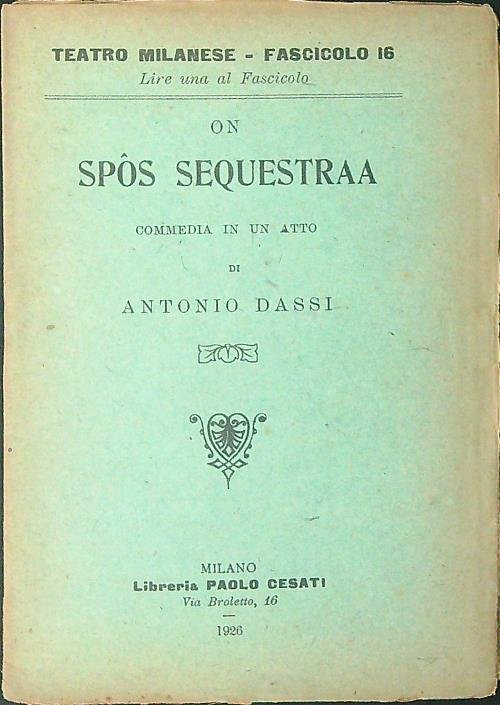 TEATRO MILANESE - FASCICOLO 16
Lire una al Fascicolo
ON
SPÔS SEQUESTRAA
COMMEDIA IN UN ATTO
DI
ANTONIO DASSI
MILANO
Libreria PAOLO CESATI
Via Broletto, 16
1926